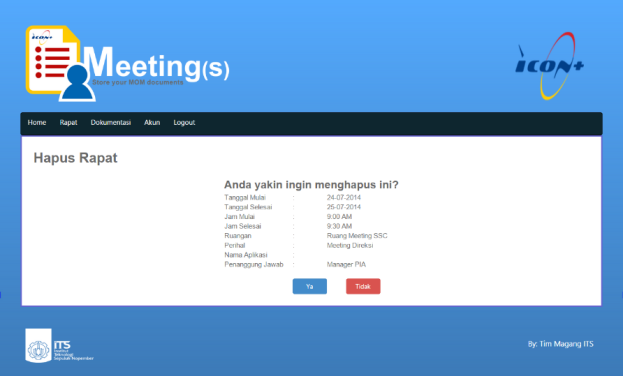 icon+
Meeting(s)
Store your MOM documents
icon+
Home Rapat Dokumentasi Akun Logout
Hapus Rapat
Anda yakin ingin menghapus ini?
Tanggal Mulai : 24-07-2014
Tanggal Selesai : 25-07-2014
Jam Mulai : 9:00 AM
Jam Selesai : 9:30 AM
Ruangan : Ruang Meeting SSC
Perihal : Meeting Direksi
Nama Aplikasi :
Penanggung Jawab : Manager PIA
Ya Tidak
ITS
Institut
Teknologi
Sepuluh Nopember
By: Tim Magang ITS